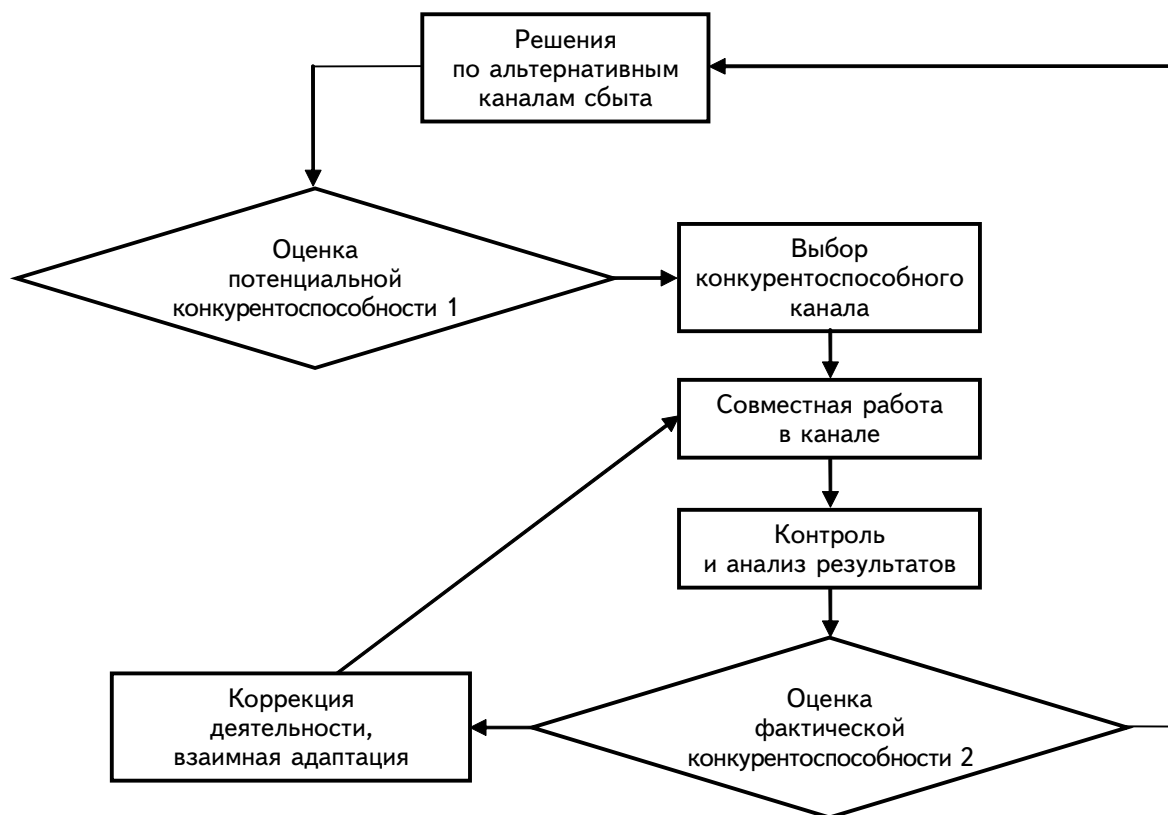 Решения
по альтернативным
каналам сбыта
Оценка
потенциальной
конкурентоспособности 1
Выбор
конкурентоспособного
канала
Совместная работа
в канале
Контроль
и анализ результатов
Коррекция
деятельности,
взаимная адаптация
Оценка
фактической
конкурентоспособности 2